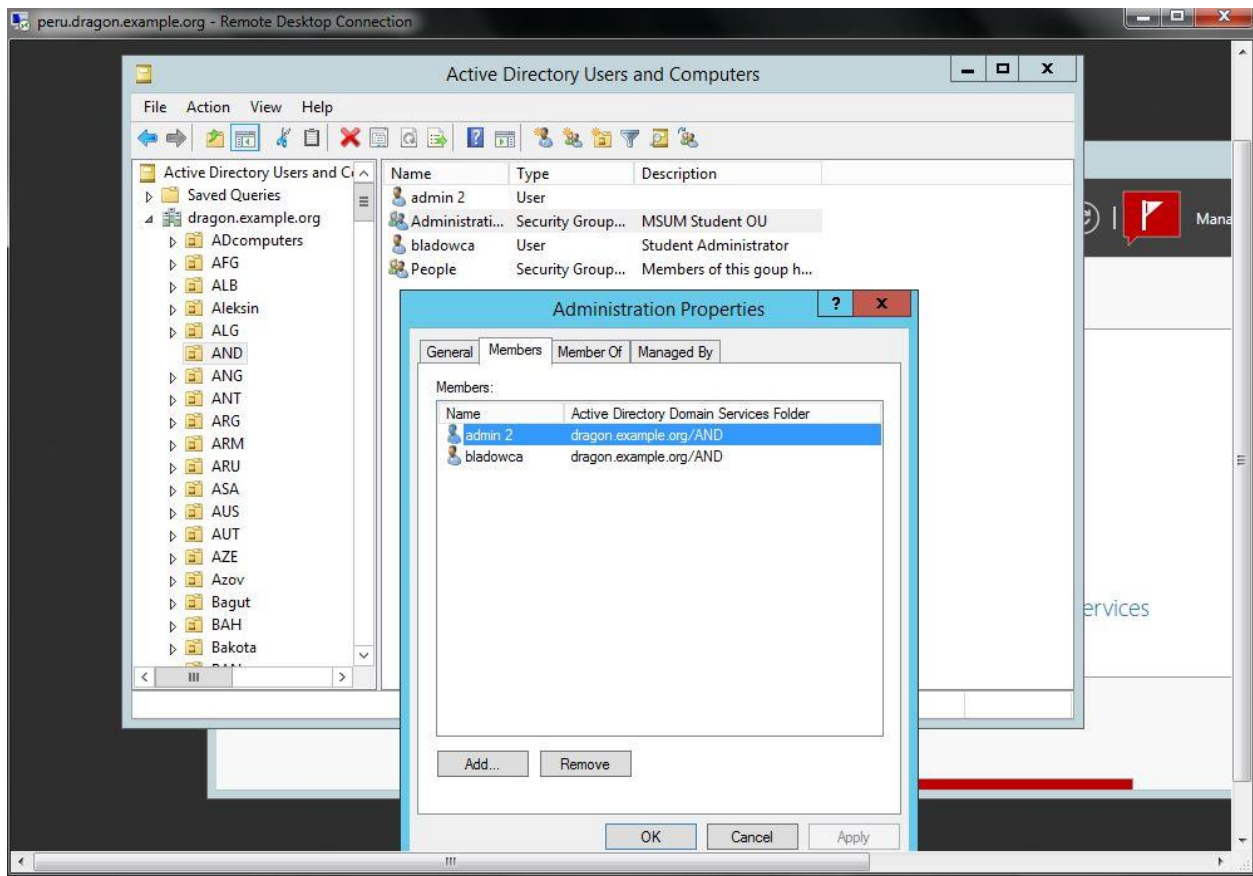 peru.dragon.example.org - Remote Desktop Connection
Active Directory Users and Computers
File Action View Help
Active Directory Users and C
Saved Queries
dragon.example.org
ADcomputers
AFG
ALB
Aleksin
ALG
AND
ANG
ANT
ARG
ARM
ARU
ASA
AUS
AUT
AZE
Azov
Bagut
BAH
Bakota
Name Type Description
admin 2 User
Administrati... Security Group... MSUM Student OU
bladowca User Student Administrator
People Security Group... Members of this goup h...
Mana
Administration Properties
General Members Member Of Managed By
Members:
Name Active Directory Domain Services Folder
admin 2 dragon.example.org/AND
bladowca dragon.example.org/AND
Add... Remove
OK Cancel Apply
ervices